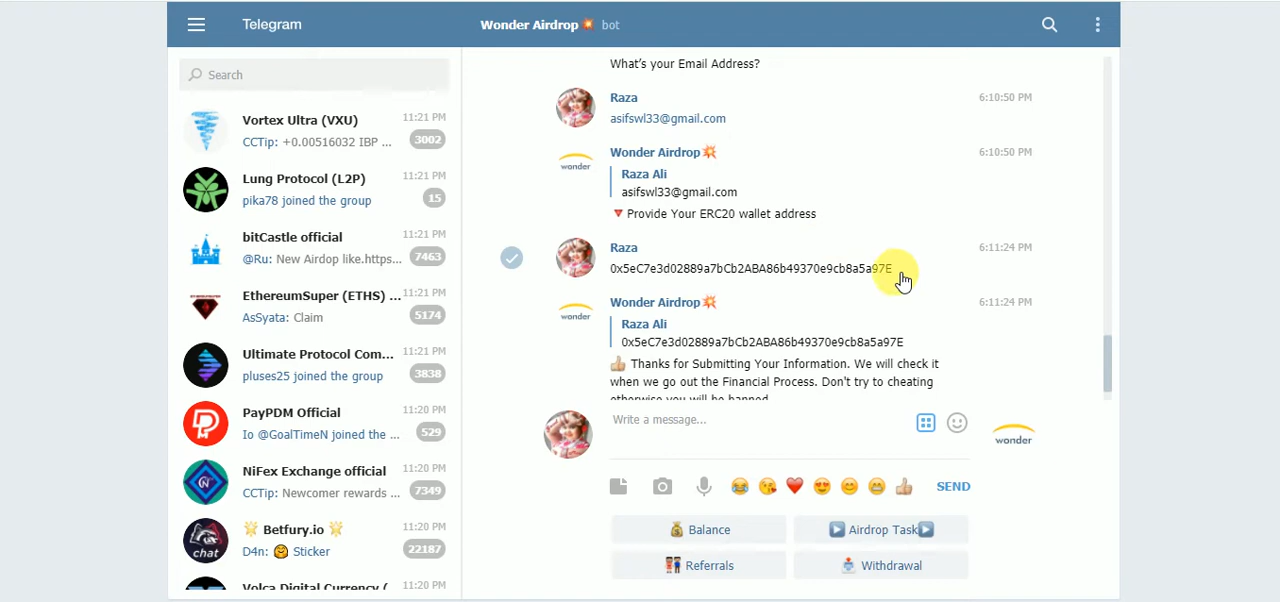 Telegram
Wonder Airdrop💥 bot
Search
Vortex Ultra (VXU) 11:21 PM
CCTip: +0.00516032 IBP ... 3002
Lung Protocol (L2P) 11:21 PM
pika78 joined the group 15
bitCastle official 11:21 PM
@Ru: New Airdop like.https... 7463
EthereumSuper (ETHS) ... 11:21 PM
AsSyata: Claim 5174
Ultimate Protocol Com... 11:21 PM
pluses25 joined the group 3838
PayPDM Official 11:20 PM
Io @GoalTimeN joined the ... 529
NiFex Exchange official 11:20 PM
CCTip: Newcomer rewards ... 7349
🌟 Betfury.io 🌟 11:20 PM
D4n: 🤗 Sticker 22187
chat
Volca Digital Currency ( 11:20 PM
What's your Email Address?
Raza 6:10:50 PM
asifswl33@gmail.com
Wonder Airdrop💥 6:10:50 PM
wonder
Raza Ali
asifswl33@gmail.com
🔻 Provide Your ERC20 wallet address
Raza 6:11:24 PM
0x5eC7e3d02889a7bCb2ABA86b49370e9cb8a5a97E
Wonder Airdrop💥 6:11:24 PM
wonder
Raza Ali
0x5eC7e3d02889a7bCb2ABA86b49370e9cb8a5a97E
👍 Thanks for Submitting Your Information. We will check it
when we go out the Financial Process. Don't try to cheating
otherwise you will be banned
Write a message...
wonder
SEND
💰 Balance
▶️ Airdrop Task▶️
👫 Referrals
📩 Withdrawal